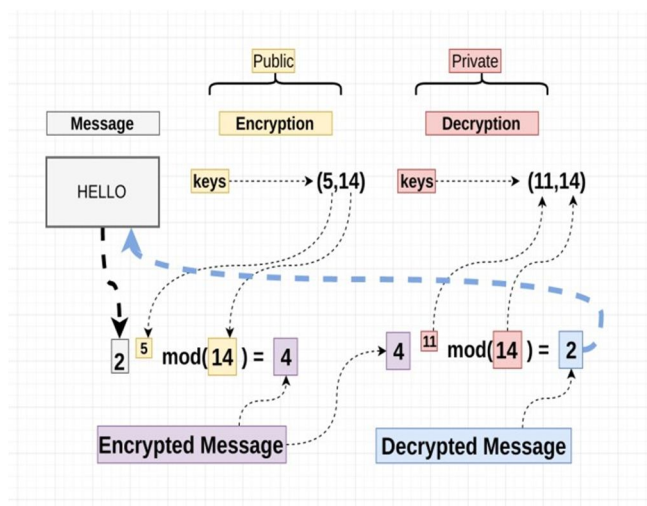 Public
Private
Message
Encryption
Decryption
HELLO
keys (5,14)
keys (11,14)
2 5 mod(14) = 4
4 11 mod(14) = 2
Encrypted Message
Decrypted Message